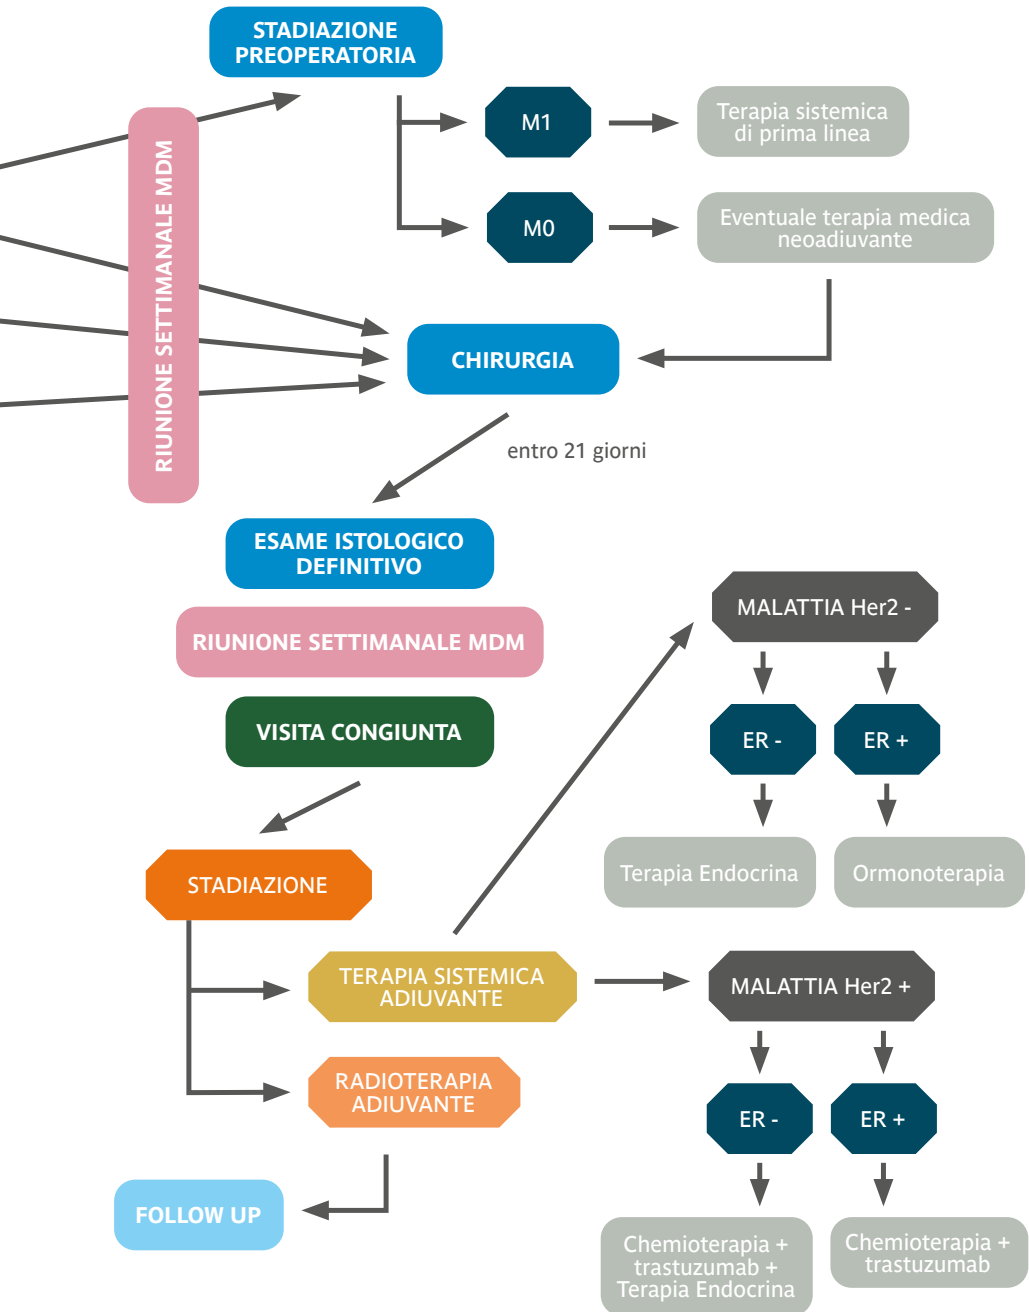 STADIAZIONE
PREOPERATORIA
RIUNIONE SETTIMANALE MDM
M1
Terapia sistemica
di prima linea
M0
Eventuale terapia medica
neoadiuvante
CHIRURGIA
entro 21 giorni
ESAME ISTOLOGICO
DEFINITIVO
RIUNIONE SETTIMANALE MDM
VISITA CONGIUNTA
STADIAZIONE
TERAPIA SISTEMICA
ADIUVANTE
RADIOTERAPIA
ADIUVANTE
FOLLOW UP
MALATTIA Her2 -
ER -
ER +
Terapia Endocrina
Ormonoterapia
MALATTIA Her2 +
ER -
ER +
Chemioterapia +
trastuzumab +
Terapia Endocrina
Chemioterapia +
trastuzumab